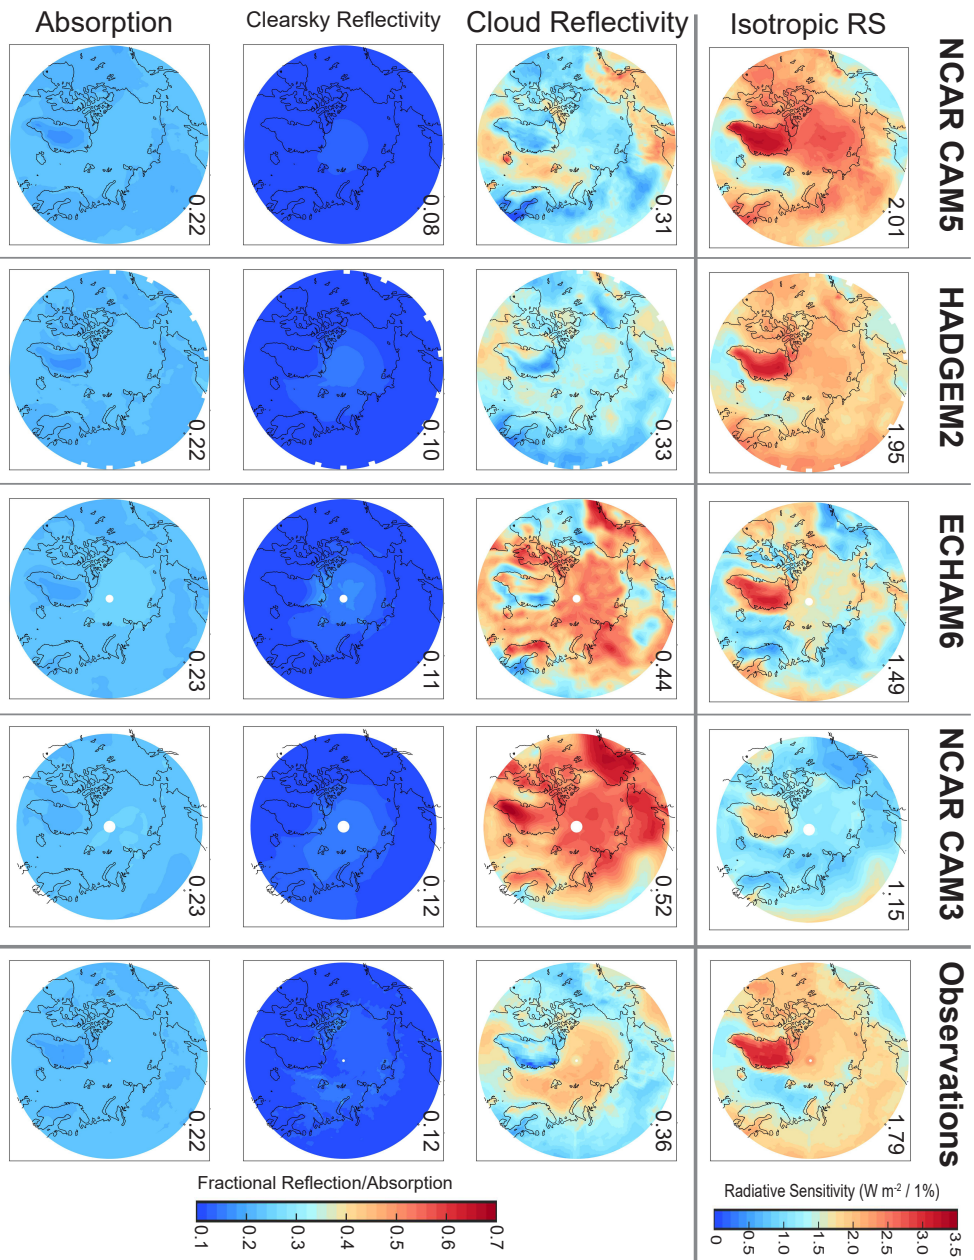 Absorption
Clearsky Reflectivity
Cloud Reflectivity
Isotropic RS
NCAR CAM5
0.22
0.08
0.31
2.01
HADGEM2
0.22
0.10
0.33
1.95
ECHAM6
0.23
0.11
0.44
1.49
NCAR CAM3
0.23
0.12
0.52
1.15
Observations
0.22
0.12
0.36
1.79
Fractional Reflection/Absorption
0.1 0.2 0.3 0.4 0.5 0.6 0.7
Radiative Sensitivity (W m⁻² / 1%)
0 0.5 1.0 1.5 2.0 2.5 3.0 3.5